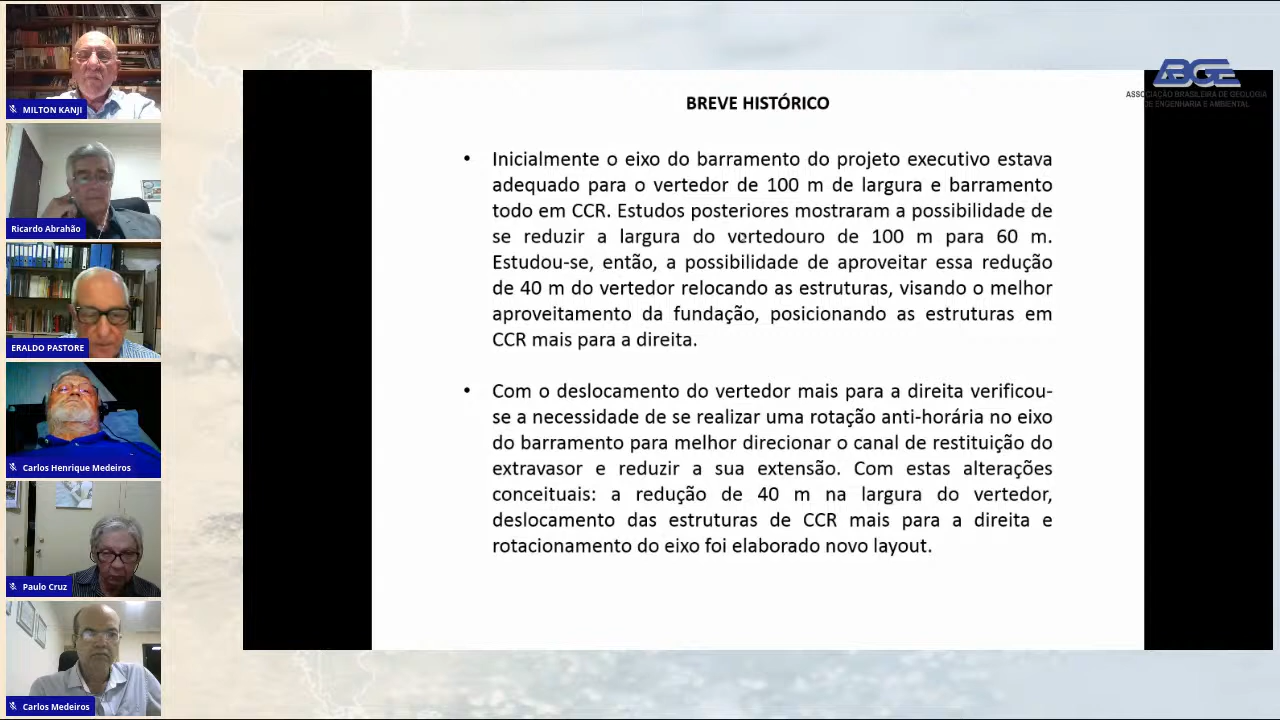 MILTON KANJI
Ricardo Abrahão
ERALDO PASTORE
Carlos Henrique Medeiros
Paulo Cruz
Carlos Medeiros
ABGE
ASSOCIAÇÃO BRASILEIRA DE GEOLOGIA
DE ENGENHARIA E AMBIENTAL
BREVE HISTÓRICO
• Inicialmente o eixo do barramento do projeto executivo estava
adequado para o vertedor de 100 m de largura e barramento
todo em CCR. Estudos posteriores mostraram a possibilidade de
se reduzir a largura do vertedouro de 100 m para 60 m.
Estudou-se, então, a possibilidade de aproveitar essa redução
de 40 m do vertedor relocando as estruturas, visando o melhor
aproveitamento da fundação, posicionando as estruturas em
CCR mais para a direita.
• Com o deslocamento do vertedor mais para a direita verificou-
se a necessidade de se realizar uma rotação anti-horária no eixo
do barramento para melhor direcionar o canal de restituição do
extravasor e reduzir a sua extensão. Com estas alterações
conceituais: a redução de 40 m na largura do vertedor,
deslocamento das estruturas de CCR mais para a direita e
rotacionamento do eixo foi elaborado novo layout.